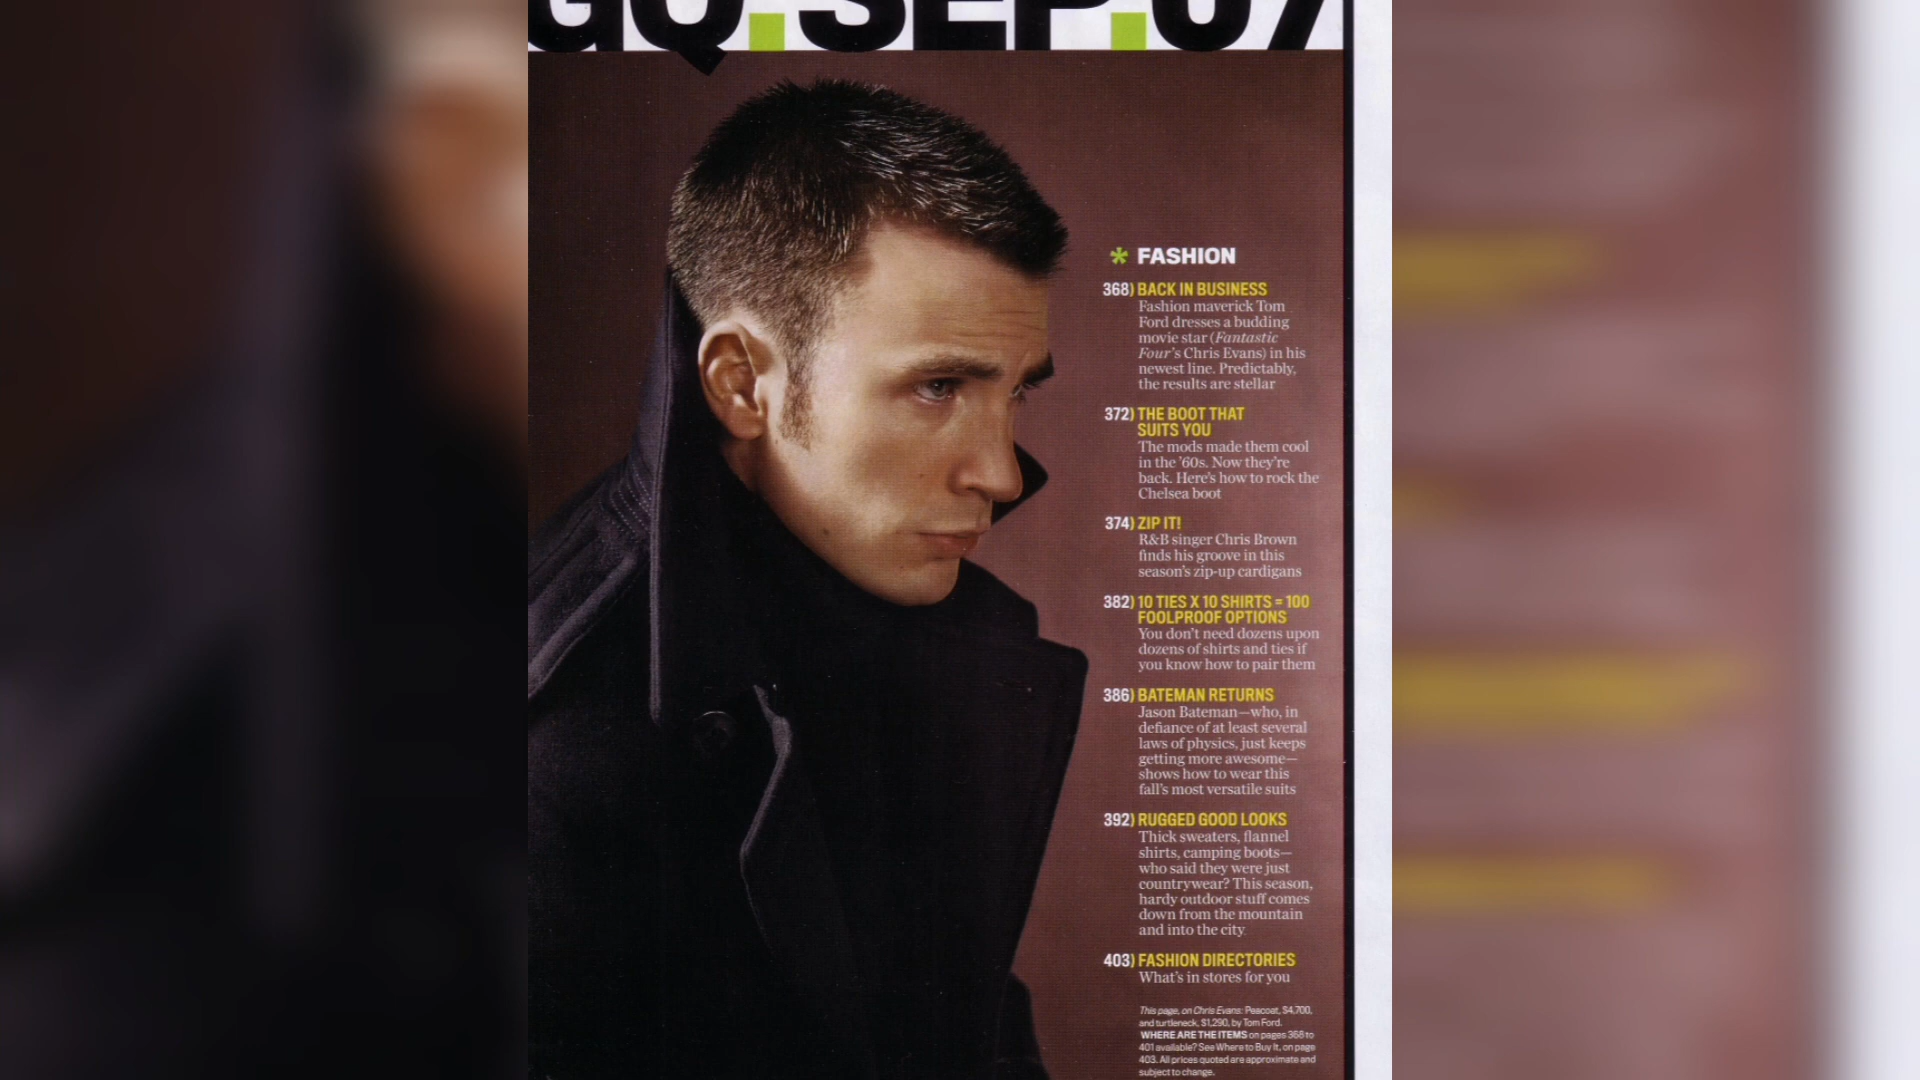 GQ.SEP.07
* FASHION
368) BACK IN BUSINESS
Fashion maverick Tom
Ford dresses a budding
movie star (Fantastic
Four's Chris Evans) in his
newest line. Predictably,
the results are stellar
372) THE BOOT THAT
SUITS YOU
The mods made them cool
in the '60s. Now they're
back. Here's how to rock the
Chelsea boot
374) ZIP IT!
R&B singer Chris Brown
finds his groove in this
season's zip-up cardigans
382) 10 TIES X 10 SHIRTS = 100
FOOLPROOF OPTIONS
You don't need dozens upon
dozens of shirts and ties if
you know how to pair them
386) BATEMAN RETURNS
Jason Bateman—who, in
defiance of at least several
laws of physics, just keeps
getting more awesome—
shows how to wear this
fall's most versatile suits
392) RUGGED GOOD LOOKS
Thick sweaters, flannel
shirts, camping boots—
who said they were just
countrywear? This season,
hardy outdoor stuff comes
down from the mountain
and into the city
403) FASHION DIRECTORIES
What's in stores for you
This page, on Chris Evans: Peacoat, $4,700,
and turtleneck, $1,290, by Tom Ford.
WHERE ARE THE ITEMS on pages 368 to
401 available? See Where to Buy It, on page
403. All prices quoted are approximate and
subject to change.